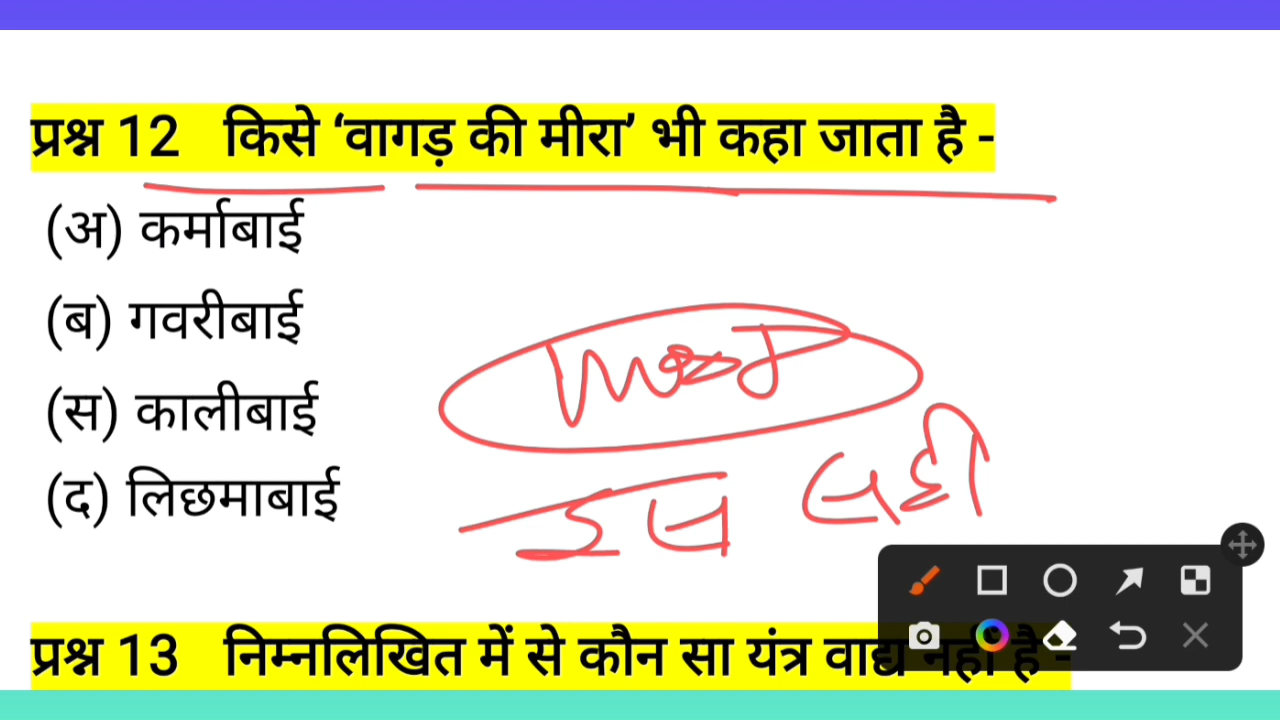 प्रश्न 12 किसे ‘वागड़ की मीरा’ भी कहा जाता है -
(अ) कर्माबाई
(ब) गवरीबाई
(स) कालीबाई
(द) लिछमाबाई
प्रश्न 13 निम्नलिखित में से कौन सा यंत्र वाद्य नहीं है -